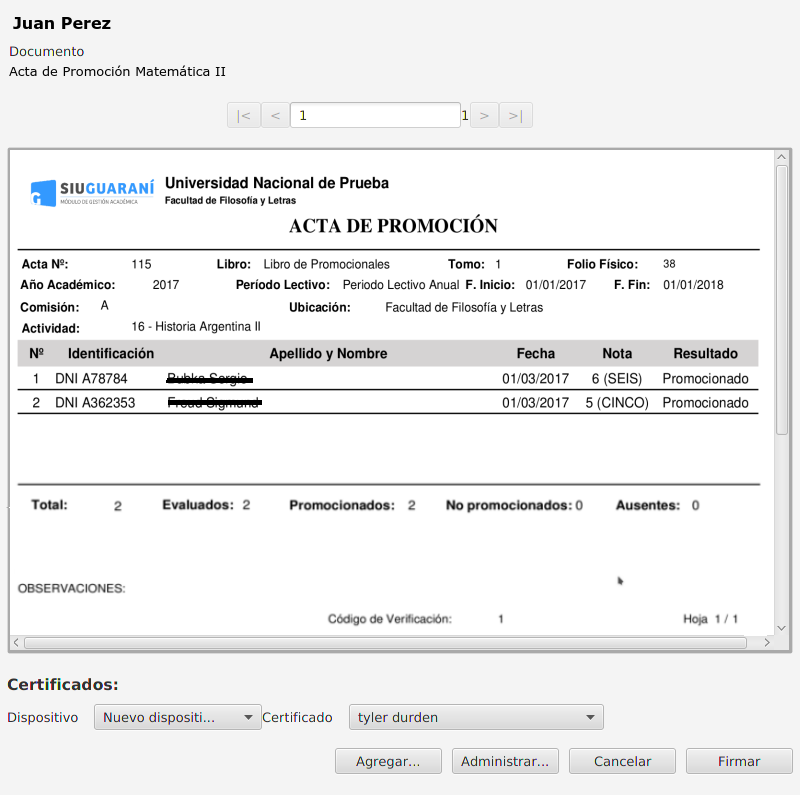 Juan Perez
Documento
Acta de Promoción Matemática II
|< < 1 1 > >|
SIUGUARANÍ
MÓDULO DE GESTIÓN ACADÉMICA
Universidad Nacional de Prueba
Facultad de Filosofía y Letras
ACTA DE PROMOCIÓN
Acta Nº: 115 Libro: Libro de Promocionales Tomo: 1 Folio Físico: 38
Año Académico: 2017 Período Lectivo: Periodo Lectivo Anual F. Inicio: 01/01/2017 F. Fin: 01/01/2018
Comisión: A Ubicación: Facultad de Filosofía y Letras
Actividad: 16 - Historia Argentina II
Nº Identificación Apellido y Nombre Fecha Nota Resultado
1 DNI A78784 01/03/2017 6 (SEIS) Promocionado
2 DNI A362353 01/03/2017 5 (CINCO) Promocionado
Total: 2 Evaluados: 2 Promocionados: 2 No promocionados: 0 Ausentes: 0
OBSERVACIONES:
Código de Verificación: 1 Hoja 1 / 1
Certificados:
Dispositivo Nuevo dispositi... Certificado tyler durden
Agregar... Administrar... Cancelar Firmar